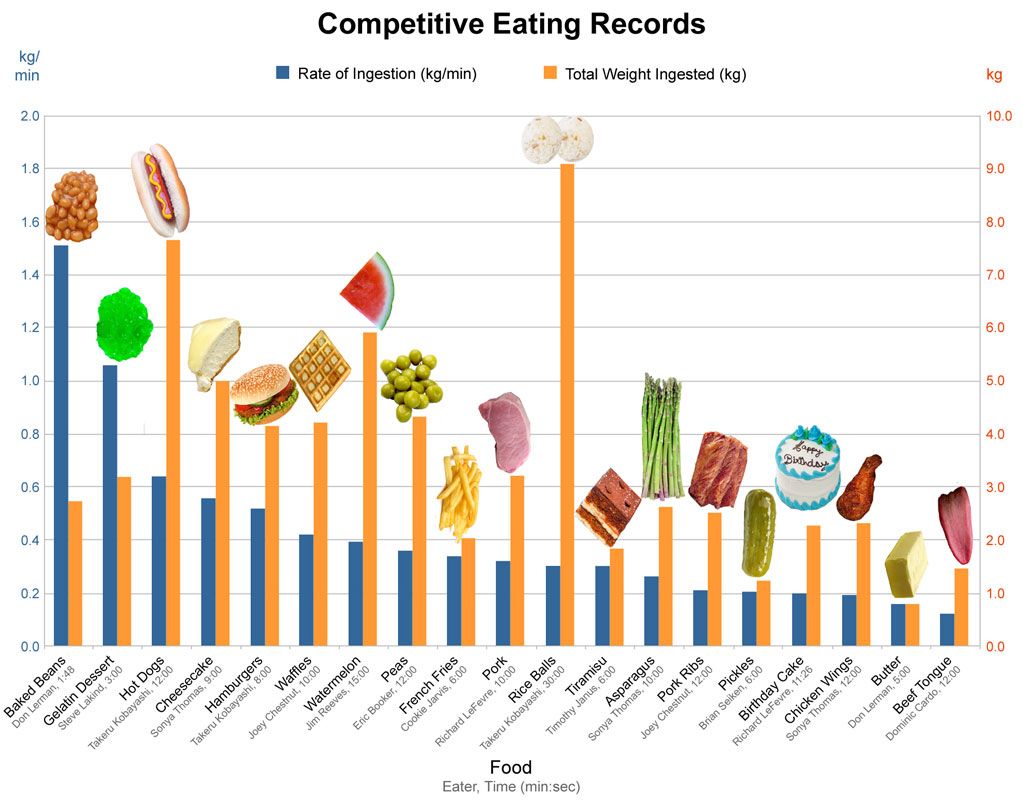 Competitive Eating Records
kg/
min
Rate of Ingestion (kg/min)
Total Weight Ingested (kg)
kg
2.0
1.8
1.6
1.4
1.2
1.0
0.8
0.6
0.4
0.2
0.0
10.0
9.0
8.0
7.0
6.0
5.0
4.0
3.0
2.0
1.0
0.0
Happy
Birthday
Baked Beans
Don Lerman, 1:48
Gelatin Dessert
Steve Lakind, 3:00
Hot Dogs
Takeru Kobayashi, 12:00
Cheesecake
Sonya Thomas, 9:00
Hamburgers
Takeru Kobayashi, 8:00
Waffles
Joey Chestnut, 10:00
Watermelon
Jim Reeves, 15:00
Peas
Eric Booker, 12:00
French Fries
Cookie Jarvis, 6:00
Pork
Richard LeFevre, 10:00
Rice Balls
Takeru Kobayashi, 30:00
Tiramisu
Timothy Janus, 6:00
Asparagus
Sonya Thomas, 10:00
Pork Ribs
Joey Chestnut, 12:00
Pickles
Brian Seiken, 6:00
Birthday Cake
Richard LeFevre, 11:26
Chicken Wings
Sonya Thomas, 12:00
Butter
Don Lerman, 5:00
Beef Tongue
Dominic Cardo, 12:00
Food
Eater, Time (min:sec)